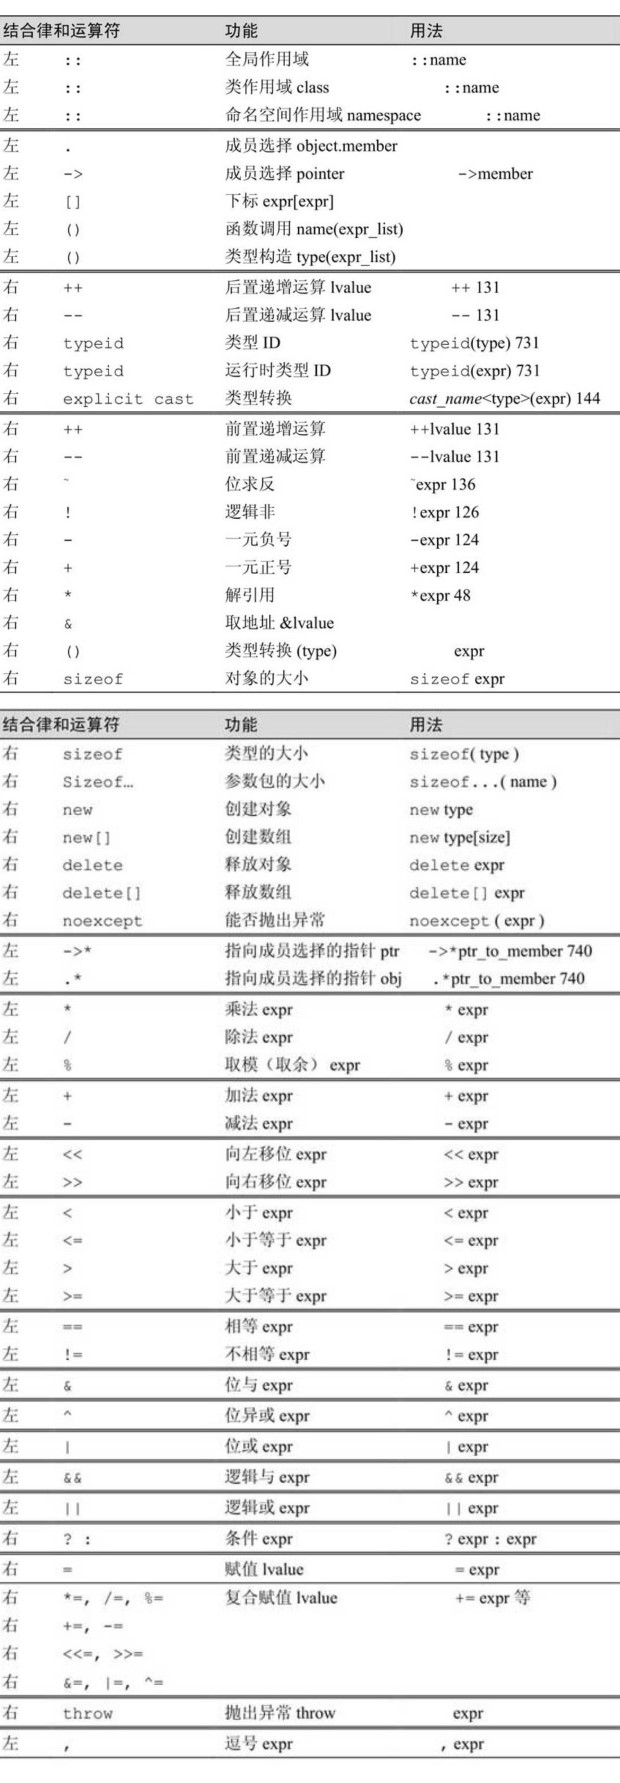 结合律和运算符 功能 用法
左 :: 全局作用域 ::name
左 :: 类作用域 class ::name
左 :: 命名空间作用域 namespace ::name
左 . 成员选择 object.member
左 -> 成员选择 pointer ->member
左 [] 下标 expr[expr]
左 () 函数调用 name(expr_list)
左 () 类型构造 type(expr_list)
右 ++ 后置递增运算 lvalue ++ 131
右 -- 后置递减运算 lvalue -- 131
右 typeid 类型 ID typeid(type) 731
右 typeid 运行时类型 ID typeid(expr) 731
右 explicit cast 类型转换 cast_name<type>(expr) 144
右 ++ 前置递增运算 ++lvalue 131
右 -- 前置递减运算 --lvalue 131
右 ~ 位求反 ~expr 136
右 ! 逻辑非 !expr 126
右 - 一元负号 -expr 124
右 + 一元正号 +expr 124
右 * 解引用 *expr 48
右 & 取地址 &lvalue
右 () 类型转换 (type) expr
右 sizeof 对象的大小 sizeof expr
结合律和运算符 功能 用法
右 sizeof 类型的大小 sizeof( type )
右 Sizeof… 参数包的大小 sizeof...( name )
右 new 创建对象 new type
右 new[] 创建数组 new type[size]
右 delete 释放对象 delete expr
右 delete[] 释放数组 delete[] expr
右 noexcept 能否抛出异常 noexcept ( expr )
左 ->* 指向成员选择的指针 ptr ->*ptr_to_member 740
左 .* 指向成员选择的指针 obj .*ptr_to_member 740
左 * 乘法 expr * expr
左 / 除法 expr / expr
左 % 取模（取余） expr % expr
左 + 加法 expr + expr
左 - 减法 expr - expr
左 << 向左移位 expr << expr
左 >> 向右移位 expr >> expr
左 < 小于 expr < expr
左 <= 小于等于 expr <= expr
左 > 大于 expr > expr
左 >= 大于等于 expr >= expr
左 == 相等 expr == expr
左 != 不相等 expr != expr
左 & 位与 expr & expr
左 ^ 位异或 expr ^ expr
左 | 位或 expr | expr
左 && 逻辑与 expr && expr
左 || 逻辑或 expr || expr
右 ? : 条件 expr ? expr : expr
右 = 赋值 lvalue = expr
右 *=, /=, %= 复合赋值 lvalue += expr 等
右 +=, -=
右 <<=, >>=
右 &=, |=, ^=
右 throw 抛出异常 throw expr
左 , 逗号 expr , expr